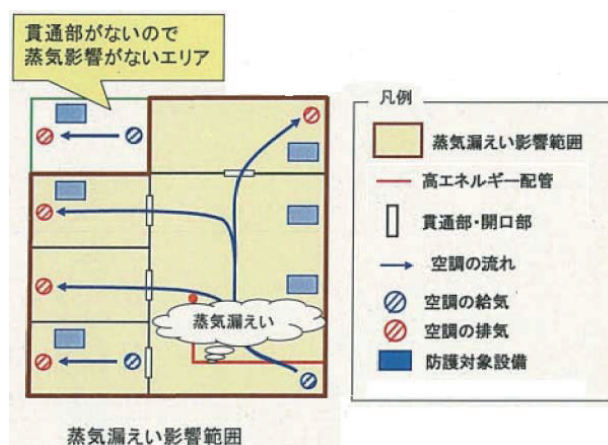 貫通部がないので
蒸気影響がないエリア
蒸気漏えい
蒸気漏えい影響範囲
凡例
蒸気漏えい影響範囲
高エネルギー配管
貫通部・開口部
空調の流れ
空調の給気
空調の排気
防護対象設備